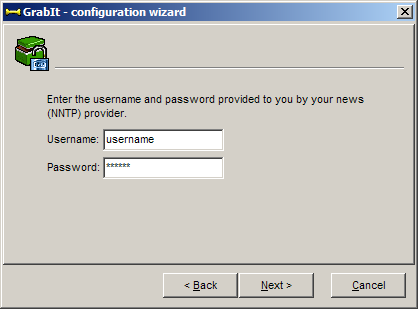 GrabIt - configuration wizard
Enter the username and password provided to you by your news
(NNTP) provider.
Username: username
Password: ******
< Back Next > Cancel